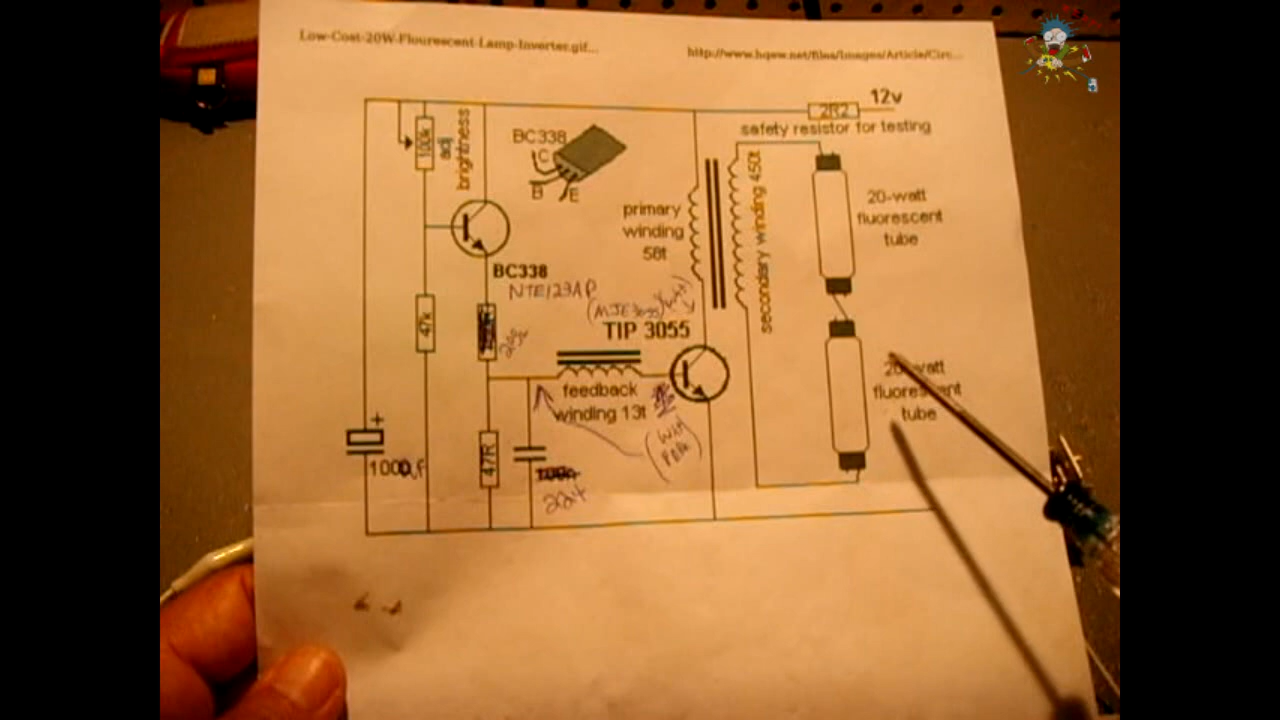 Low-Cost-20W-Flourescent-Lamp-Inverter.gif...
http://www.hqew.net/files/Images/Article/Circ...
12v
2R2
safety resistor for testing
100k
adj
brightness
BC338
C
B
E
primary
winding
58t
secondary winding 450t
20-watt
fluorescent
tube
BC338
NTE123AP
(MJE3055)
TIP 3055
47k
feedback
winding 13t
20-watt
fluorescent
tube
+
1000uf
47R
224